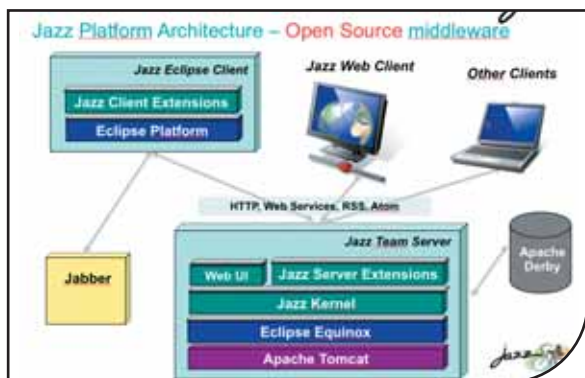 Jazz Platform Architecture – Open Source middleware
Jazz Eclipse Client
Jazz Client Extensions
Eclipse Platform
Jazz Web Client
Other Clients
HTTP, Web Services, RSS, Atom
Jabber
Jazz Team Server
Web UI
Jazz Server Extensions
Jazz Kernel
Eclipse Equinox
Apache Tomcat
Apache
Derby
Jazz